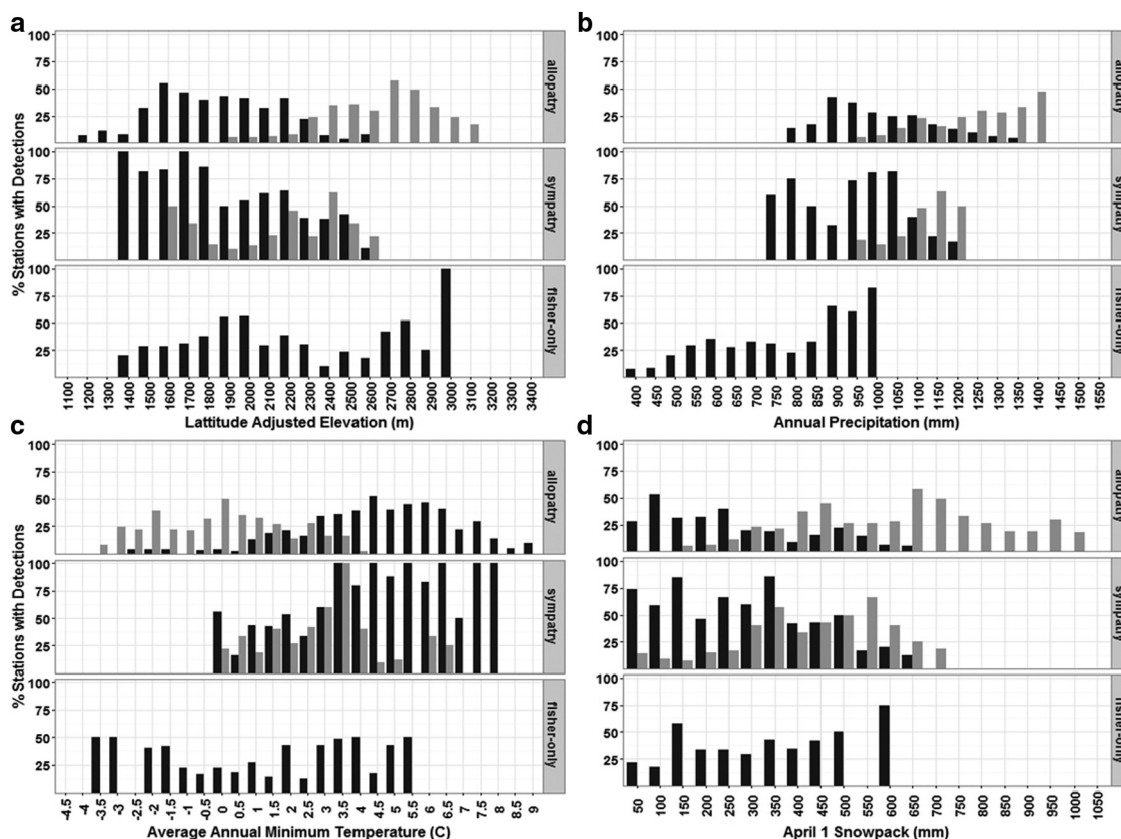 a
100
75
50
25
allopatry
% Stations with Detections
100
75
50
25
sympatry
100
75
50
25
fisher-only
1100 1200 1300 1400 1500 1600 1700 1800 1900 2000 2100 2200 2300 2400 2500 2600 2700 2800 2900 3000 3100 3200 3300 3400
Lattitude Adjusted Elevation (m)
b
100
75
50
25
allopatry
100
75
50
25
sympatry
100
75
50
25
fisher-only
400 450 500 550 600 650 700 750 800 850 900 950 1000 1050 1100 1150 1200 1250 1300 1350 1400 1450 1500 1550
Annual Precipitation (mm)
c
100
75
50
25
allopatry
% Stations with Detections
100
75
50
25
sympatry
100
75
50
25
fisher-only
-4.5 -4 -3.5 -3 -2.5 -2 -1.5 -1 -0.5 0 0.5 1 1.5 2 2.5 3 3.5 4 4.5 5 5.5 6 6.5 7 7.5 8 8.5 9
Average Annual Minimum Temperature (C)
d
100
75
50
25
allopatry
100
75
50
25
sympatry
100
75
50
25
fisher-only
50 100 150 200 250 300 350 400 450 500 550 600 650 700 750 800 850 900 950 1000 1050
April 1 Snowpack (mm)